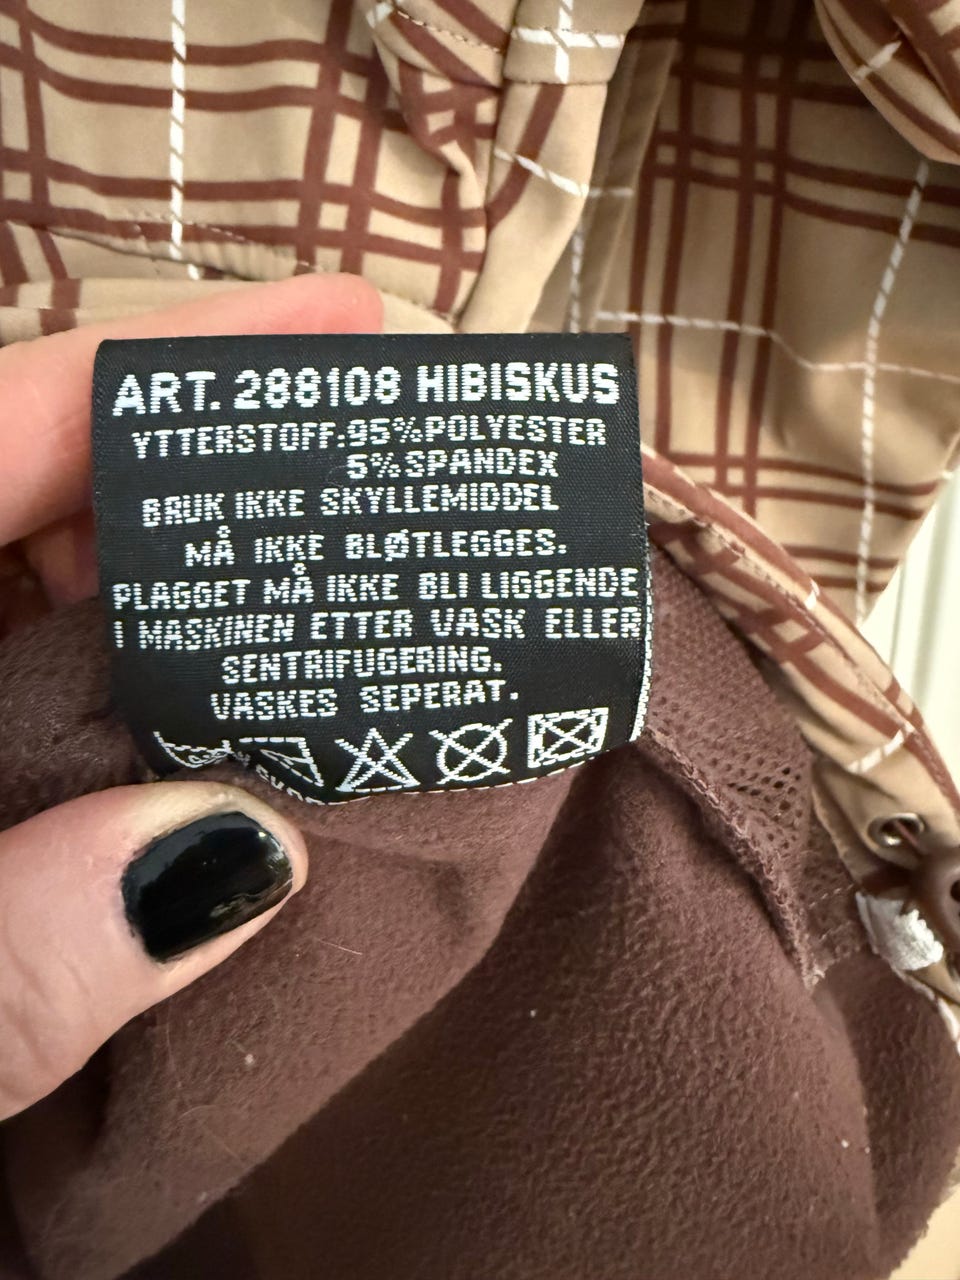 ART. 288108 HIBISKUS
YTTERSTOFF:95%POLYESTER
5%SPANDEX
BRUK IKKE SKYLLEMIDDEL
MÅ IKKE BLØTLEGGES.
PLAGGET MÅ IKKE BLI LIGGENDE
I MASKINEN ETTER VASK ELLER
SENTRIFUGERING.
VASKES SEPERAT.